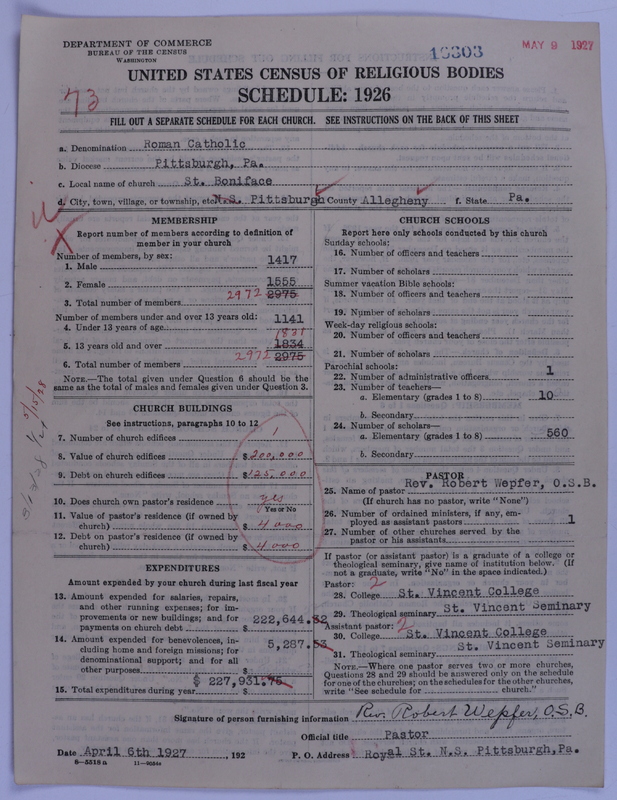 DEPARTMENT OF COMMERCE
BUREAU OF THE CENSUS
WASHINGTON
MAY 9 1927
UNITED STATES CENSUS OF RELIGIOUS BODIES
SCHEDULE: 1926
73
FILL OUT A SEPARATE SCHEDULE FOR EACH CHURCH. SEE INSTRUCTIONS ON THE BACK OF THIS SHEET
a. Denomination Roman Catholic
b. Diocese Pittsburgh, Pa.
c. Local name of church St. Boniface
d. City, town, village, or township, etc. N.S. Pittsburgh County Allegheny f. State Pa.
MEMBERSHIP
Report number of members according to definition of
member in your church
Number of members, by sex:
1. Male 1417
2. Female 1555
3. Total number of members 2972 2975
Number of members under and over 13 years old:
4. Under 13 years of age 1141
1831
5. 13 years old and over 1834
2972
6. Total number of members 2975
NOTE.—The total given under Question 6 should be the
same as the total of males and females given under Question 3.
CHURCH BUILDINGS
See instructions, paragraphs 10 to 12
7. Number of church edifices 1
8. Value of church edifices $200,000
9. Debt on church edifices $125,000
10. Does church own pastor's residence yes
Yes or No
11. Value of pastor's residence (if owned by
church) $ 4000
12. Debt on pastor's residence (if owned by
church) $ 4000
EXPENDITURES
Amount expended by your church during last fiscal year
13. Amount expended for salaries, repairs,
and other running expenses; for im-
provements or new buildings; and for
payments on church debt $ 222,644.22
14. Amount expended for benevolences, in-
cluding home and foreign missions; for
denominational support; and for all
other purposes $ 5,287.53
15. Total expenditures during year $ 227,931.75
CHURCH SCHOOLS
Report here only schools conducted by this church
Sunday schools:
16. Number of officers and teachers
17. Number of scholars
Summer vacation Bible schools:
18. Number of officers and teachers
19. Number of scholars
Week-day religious schools:
20. Number of officers and teachers
21. Number of scholars
Parochial schools:
22. Number of administrative officers 1
23. Number of teachers—
a. Elementary (grades 1 to 8) 10
b. Secondary
24. Number of scholars—
a. Elementary (grades 1 to 8) 560
b. Secondary
PASTOR
25. Name of pastor Rev. Robert Wepfer, O.S.B.
(If church has no pastor, write "None")
26. Number of ordained ministers, if any, em-
ployed as assistant pastors 1
27. Number of other churches served by the
pastor or his assistants
If pastor (or assistant pastor) is a graduate of a college or
theological seminary, give name of institution below. (If
not a graduate, write "No" in the space indicated.)
Pastor: 2
28. College St. Vincent College
29. Theological seminary St. Vincent Seminary
Assistant pastor: 2
30. College St. Vincent College
31. Theological seminary St. Vincent Seminary
NOTE.—Where one pastor serves two or more churches,
Questions 28 and 29 should be answered only on the schedule
for one of the churches; on the schedules for the other churches,
write "See schedule for church."
Signature of person furnishing information Rev. Robert Wepfer, O.S.B.
Official title Pastor
Date April 6th 1927, 192 P. O. Address Royal St. N.S. Pittsburgh, Pa.